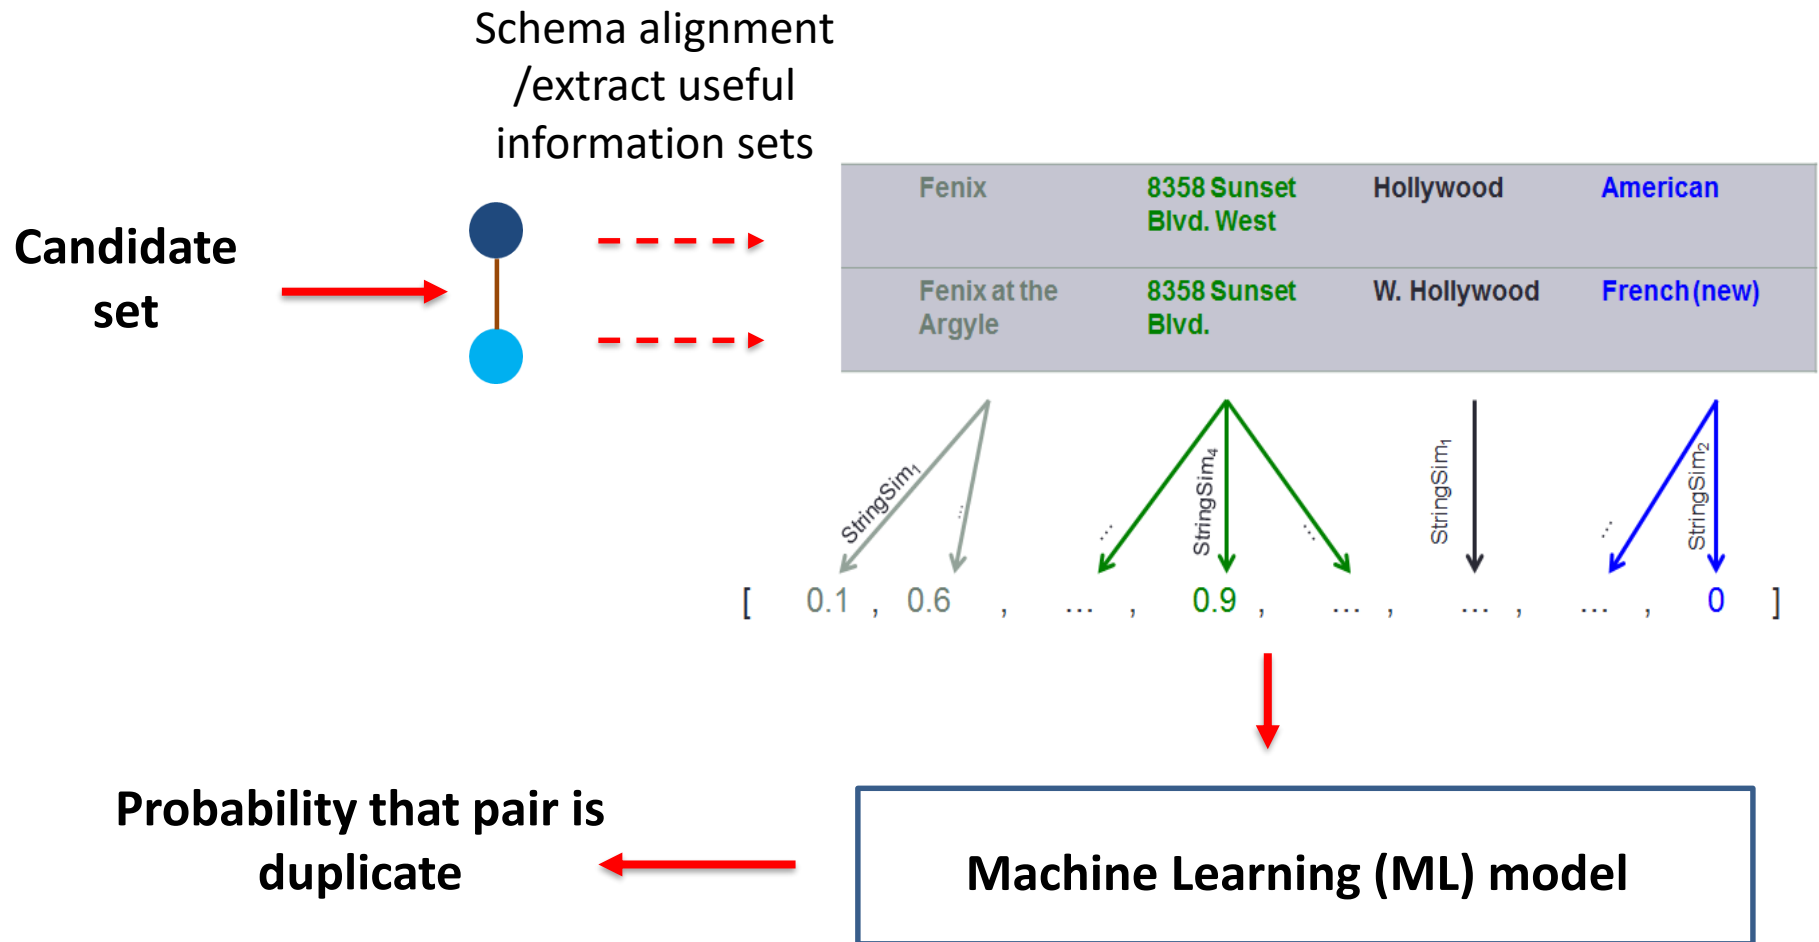 Schema alignment
/extract useful
information sets
Candidate
set
Fenix
8358 Sunset
Blvd. West
Hollywood
American
Fenix at the
Argyle
8358 Sunset
Blvd.
W. Hollywood
French (new)
StringSim₁
...
...
StringSim₄
...
StringSim₁
...
StringSim₂
[ 0.1 , 0.6 , ... , 0.9 , ... , ... , ... , 0 ]
Probability that pair is
duplicate
Machine Learning (ML) model